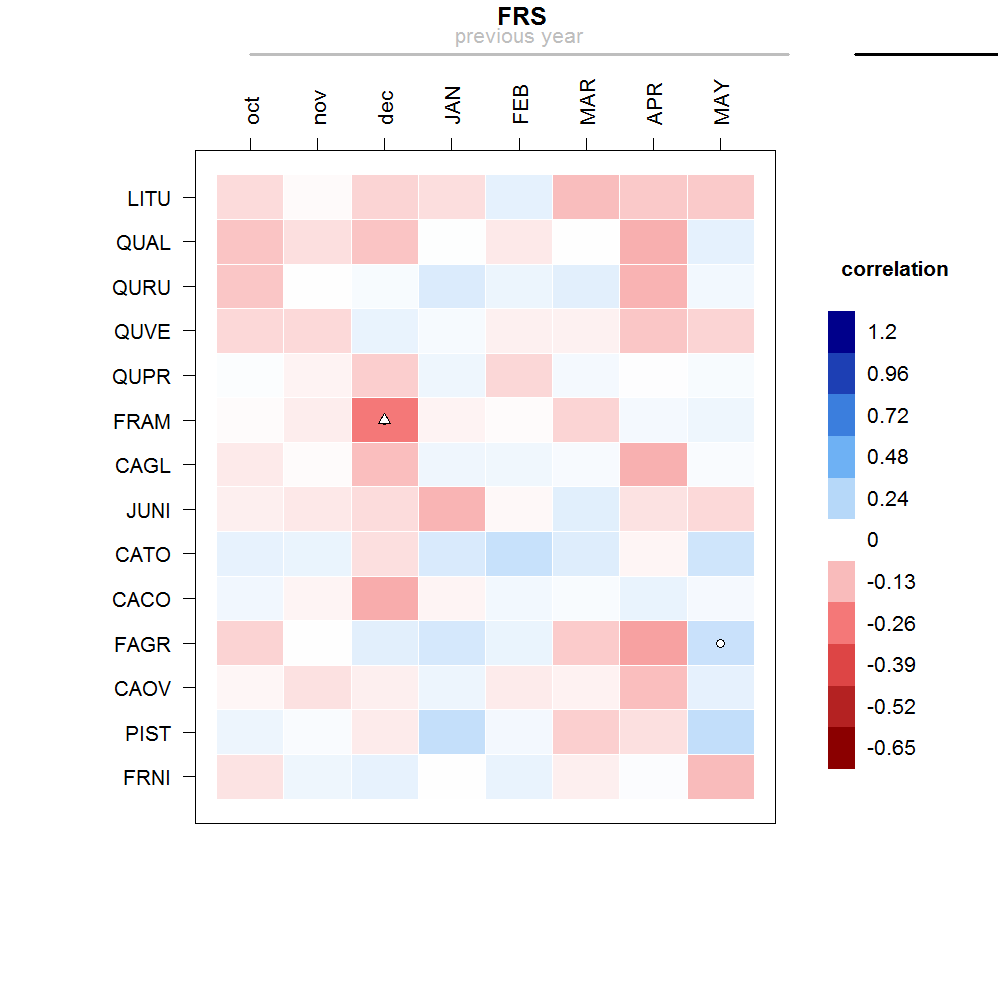 FRS
previous year
oct nov dec JAN FEB MAR APR MAY
LITU
QUAL
QURU
QUVE
QUPR
FRAM
CAGL
JUNI
CATO
CACO
FAGR
CAOV
PIST
FRNI
correlation
1.2
0.96
0.72
0.48
0.24
0
-0.13
-0.26
-0.39
-0.52
-0.65